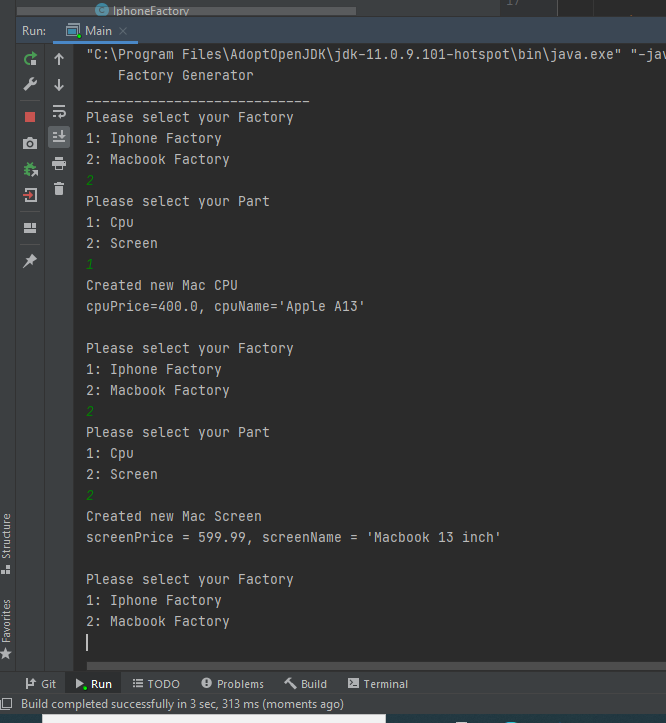 IphoneFactory
17
Run:
Main
"C:\Program Files\AdoptOpenJDK\jdk-11.0.9.101-hotspot\bin\java.exe" "-jav
Factory Generator
____________________________
Please select your Factory
1: Iphone Factory
2: Macbook Factory
2
Please select your Part
1: Cpu
2: Screen
1
Created new Mac CPU
cpuPrice=400.0, cpuName='Apple A13'
Please select your Factory
1: Iphone Factory
2: Macbook Factory
2
Please select your Part
1: Cpu
2: Screen
2
Created new Mac Screen
screenPrice = 599.99, screenName = 'Macbook 13 inch'
Please select your Factory
1: Iphone Factory
2: Macbook Factory
Structure
Favorites
Git Run TODO Problems Build Terminal
Build completed successfully in 3 sec, 313 ms (moments ago)